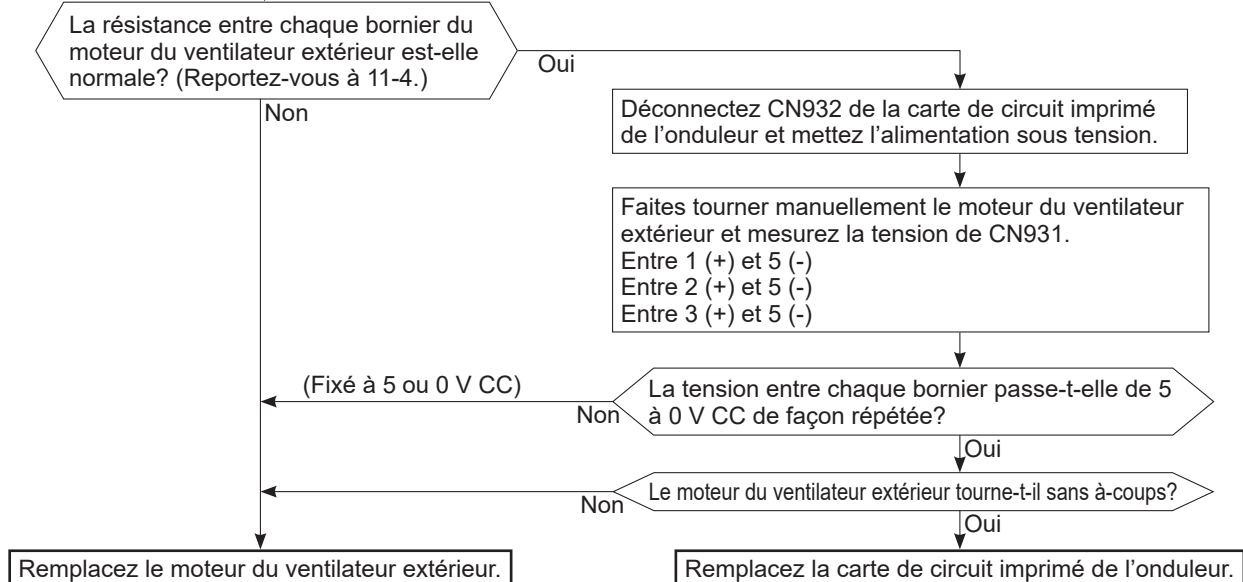 La résistance entre chaque bornier du
moteur du ventilateur extérieur est-elle
normale? (Reportez-vous à 11-4.)
Oui
Non
Déconnectez CN932 de la carte de circuit imprimé
de l'onduleur et mettez l'alimentation sous tension.
Faites tourner manuellement le moteur du ventilateur
extérieur et mesurez la tension de CN931.
Entre 1 (+) et 5 (-)
Entre 2 (+) et 5 (-)
Entre 3 (+) et 5 (-)
(Fixé à 5 ou 0 V CC)
Non
La tension entre chaque bornier passe-t-elle de 5
à 0 V CC de façon répétée?
Oui
Non
Le moteur du ventilateur extérieur tourne-t-il sans à-coups?
Oui
Remplacez le moteur du ventilateur extérieur.
Remplacez la carte de circuit imprimé de l'onduleur.